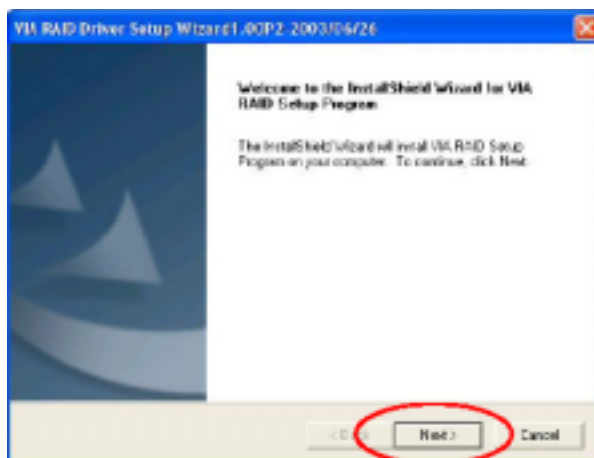 VIA RAID Driver Setup Wizard1.00P2-2003/06/26
Welcome to the InstallShield Wizard for VIA
RAID Setup Program
The InstallShield Wizard will install VIA RAID Setup
Program on your computer. To continue, click Next.
< Back
Next >
Cancel